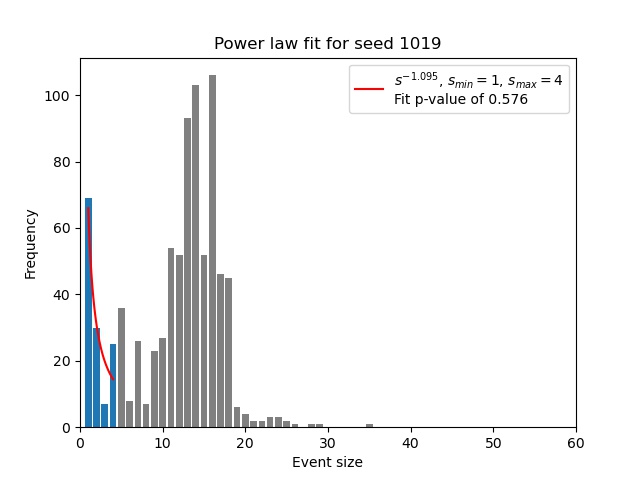 Power law fit for seed 1019
s^{-1.095}, s_{min} = 1, s_{max} = 4
Fit p-value of 0.576
100
80
60
40
20
0
Frequency
0 10 20 30 40 50 60
Event size